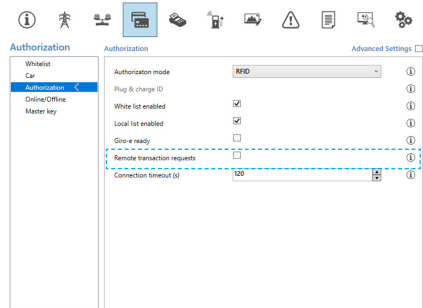 Authorization
Whitelist
Car
Authorization
Online/Offline
Master key
Authorization
Advanced Settings
Authorizaton mode
RFID
Plug & charge ID
White list enabled
Local list enabled
Giro-e ready
Remote transaction requests
Connection timeout (s)
120